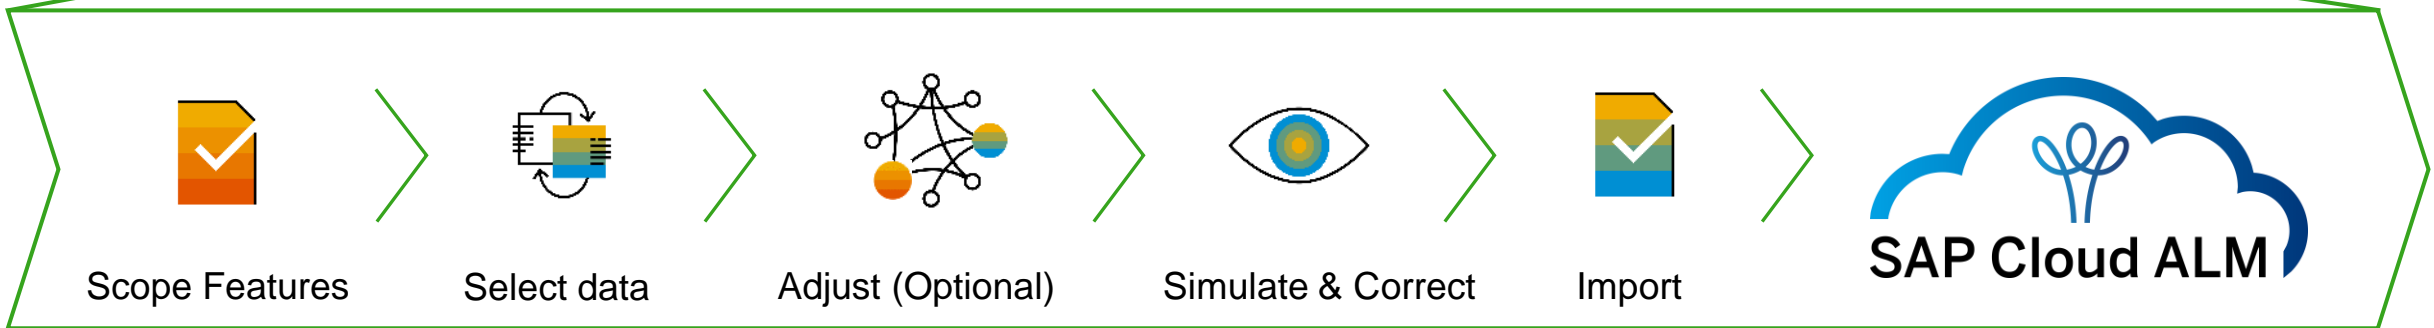 Scope Features
Select data
Adjust (Optional)
Simulate & Correct
Import
SAP Cloud ALM